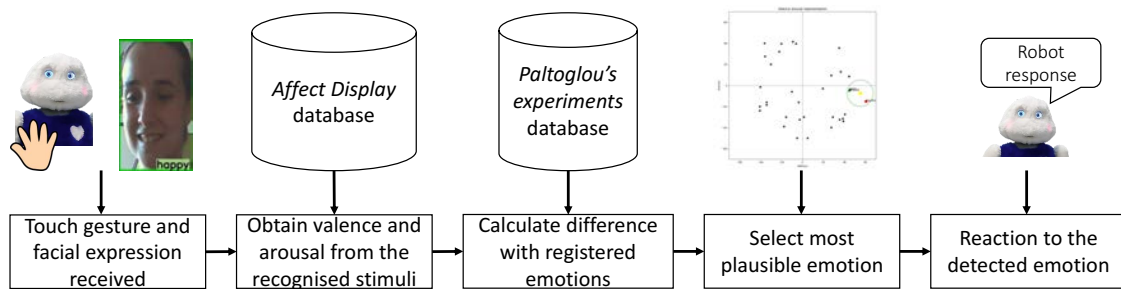 happy
Affect Display
database
Paltoglou's
experiments
database
Robot
response
Touch gesture and
facial expression
received
Obtain valence and
arousal from the
recognised stimuli
Calculate difference
with registered
emotions
Select most
plausible emotion
Reaction to the
detected emotion